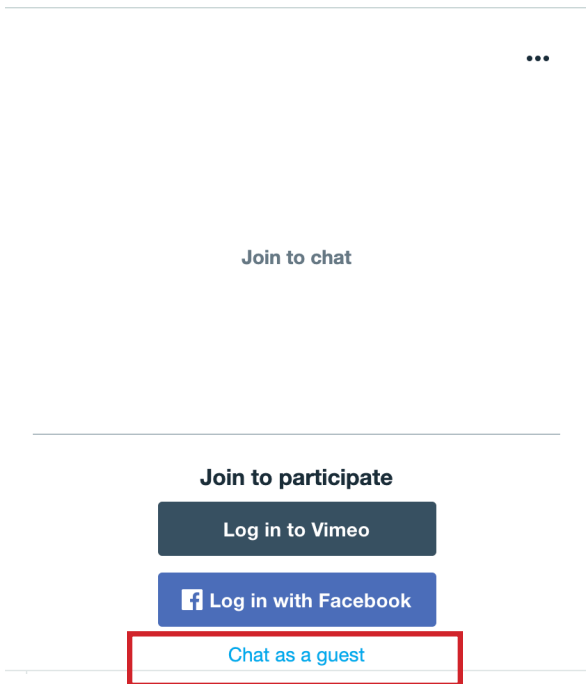 Join to chat
Join to participate
Log in to Vimeo
Log in with Facebook
Chat as a guest